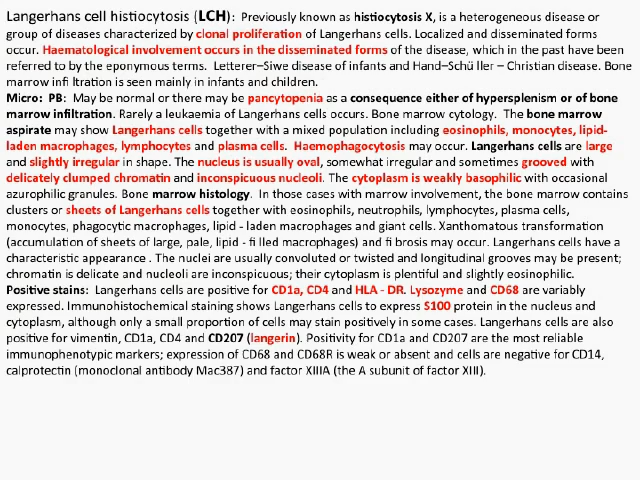 Langerhans cell histiocytosis (LCH): Previously known as histiocytosis X, is a heterogeneous disease or
group of diseases characterized by clonal proliferation of Langerhans cells. Localized and disseminated forms
occur. Haematological involvement occurs in the disseminated forms of the disease, which in the past have been
referred to by the eponymous terms. Letterer–Siwe disease of infants and Hand–Schü ller – Christian disease. Bone
marrow infi ltration is seen mainly in infants and children.
Micro: PB: May be normal or there may be pancytopenia as a consequence either of hypersplenism or of bone
marrow infiltration. Rarely a leukaemia of Langerhans cells occurs. Bone marrow cytology. The bone marrow
aspirate may show Langerhans cells together with a mixed population including eosinophils, monocytes, lipid-
laden macrophages, lymphocytes and plasma cells. Haemophagocytosis may occur. Langerhans cells are large
and slightly irregular in shape. The nucleus is usually oval, somewhat irregular and sometimes grooved with
delicately clumped chromatin and inconspicuous nucleoli. The cytoplasm is weakly basophilic with occasional
azurophilic granules. Bone marrow histology. In those cases with marrow involvement, the bone marrow contains
clusters or sheets of Langerhans cells together with eosinophils, neutrophils, lymphocytes, plasma cells,
monocytes, phagocytic macrophages, lipid - laden macrophages and giant cells. Xanthomatous transformation
(accumulation of sheets of large, pale, lipid - fi lled macrophages) and fi brosis may occur. Langerhans cells have a
characteristic appearance . The nuclei are usually convoluted or twisted and longitudinal grooves may be present;
chromatin is delicate and nucleoli are inconspicuous; their cytoplasm is plentiful and slightly eosinophilic.
Positive stains: Langerhans cells are positive for CD1a, CD4 and HLA - DR. Lysozyme and CD68 are variably
expressed. Immunohistochemical staining shows Langerhans cells to express S100 protein in the nucleus and
cytoplasm, although only a small proportion of cells may stain positively in some cases. Langerhans cells are also
positive for vimentin, CD1a, CD4 and CD207 (langerin). Positivity for CD1a and CD207 are the most reliable
immunophenotypic markers; expression of CD68 and CD68R is weak or absent and cells are negative for CD14,
calprotectin (monoclonal antibody Mac387) and factor XIIIA (the A subunit of factor XIII).